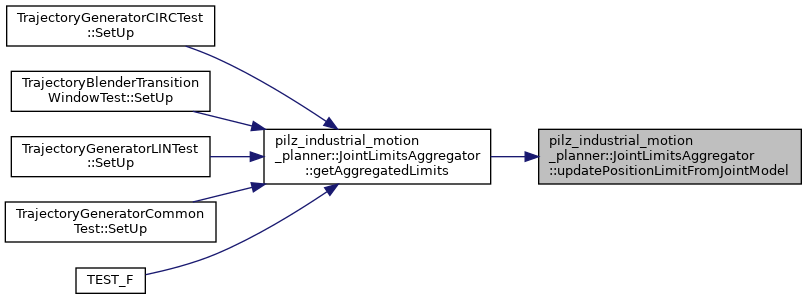 TrajectoryGeneratorCIRCTest
::SetUp
TrajectoryBlenderTransition
WindowTest::SetUp
TrajectoryGeneratorLINTest
::SetUp
TrajectoryGeneratorCommon
Test::SetUp
TEST_F
pilz_industrial_motion
_planner::JointLimitsAggregator
::getAggregatedLimits
pilz_industrial_motion
_planner::JointLimitsAggregator
::updatePositionLimitFromJointModel